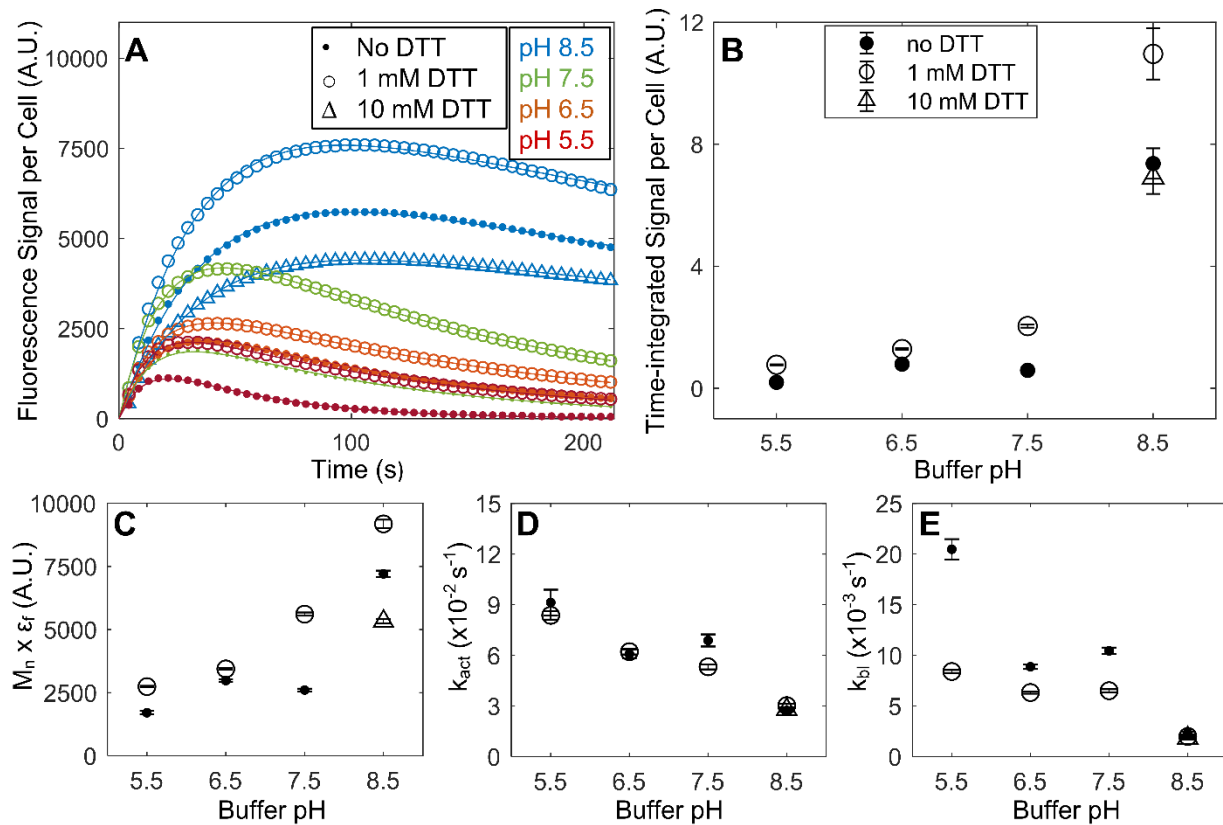 A
Fluorescence Signal per Cell (A.U.)
10000
7500
5000
2500
0
No DTT
1 mM DTT
10 mM DTT
pH 8.5
pH 7.5
pH 6.5
pH 5.5
0
100
200
Time (s)
B
Time-integrated Signal per Cell (A.U.)
12
8
4
0
no DTT
1 mM DTT
10 mM DTT
5.5
6.5
7.5
8.5
Buffer pH
C
Mₙ x ε_f (A.U.)
10000
7500
5000
2500
0
5.5
6.5
7.5
8.5
Buffer pH
D
k_act (x10⁻² s⁻¹)
15
12
9
6
3
0
5.5
6.5
7.5
8.5
Buffer pH
E
k_bl (x10⁻³ s⁻¹)
25
20
15
10
5
0
5.5
6.5
7.5
8.5
Buffer pH